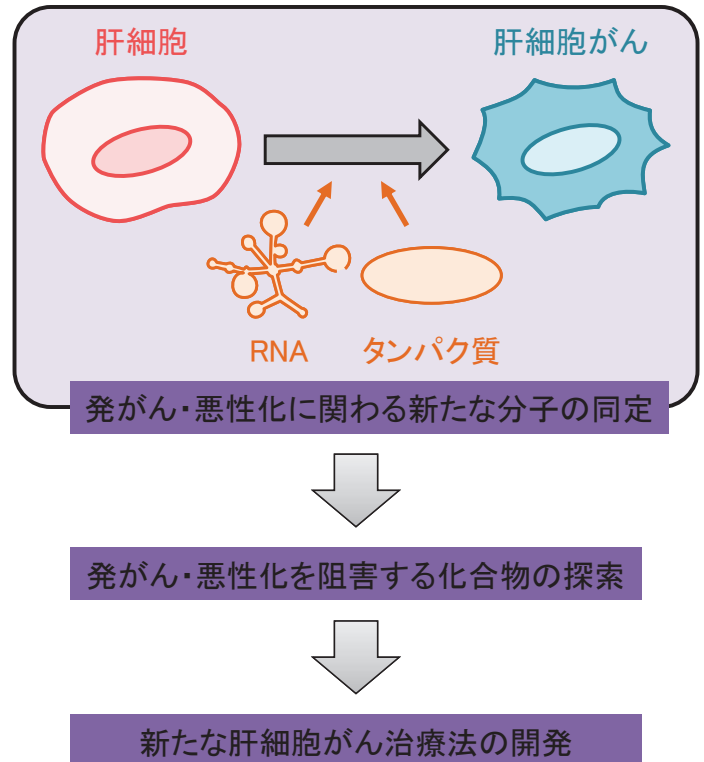 肝細胞
肝細胞がん
RNA
タンパク質
発がん・悪性化に関わる新たな分子の同定
発がん・悪性化を阻害する化合物の探索
新たな肝細胞がん治療法の開発